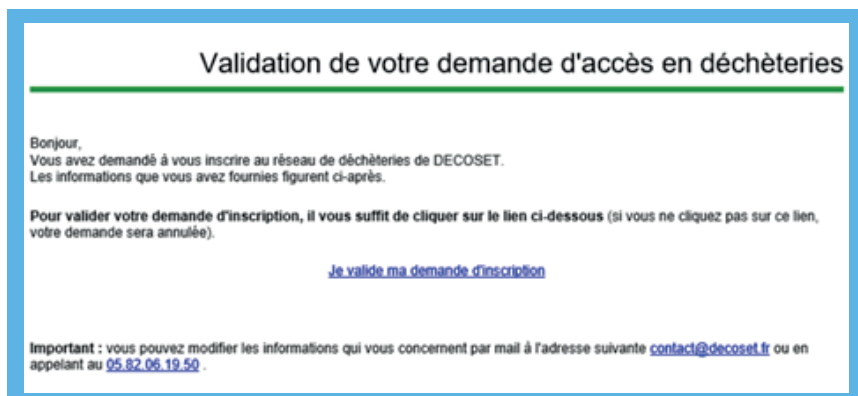 Validation de votre demande d'accès en déchèteries
Bonjour,
Vous avez demandé à vous inscrire au réseau de déchèteries de DECOSET.
Les informations que vous avez fournies figurent ci-après.
Pour valider votre demande d'inscription, il vous suffit de cliquer sur le lien ci-dessous (si vous ne cliquez pas sur ce lien,
votre demande sera annulée).
Je valide ma demande d'inscription
Important : vous pouvez modifier les informations qui vous concernent par mail à l'adresse suivante contact@decoset.fr ou en
appelant au 05.82.06.19.50 .